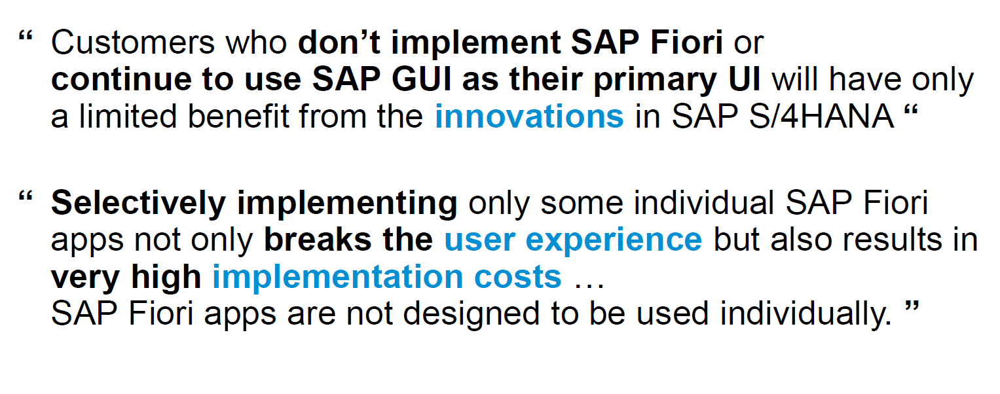 “ Customers who don’t implement SAP Fiori or
continue to use SAP GUI as their primary UI will have only
a limited benefit from the innovations in SAP S/4HANA “
“ Selectively implementing only some individual SAP Fiori
apps not only breaks the user experience but also results in
very high implementation costs …
SAP Fiori apps are not designed to be used individually. ”